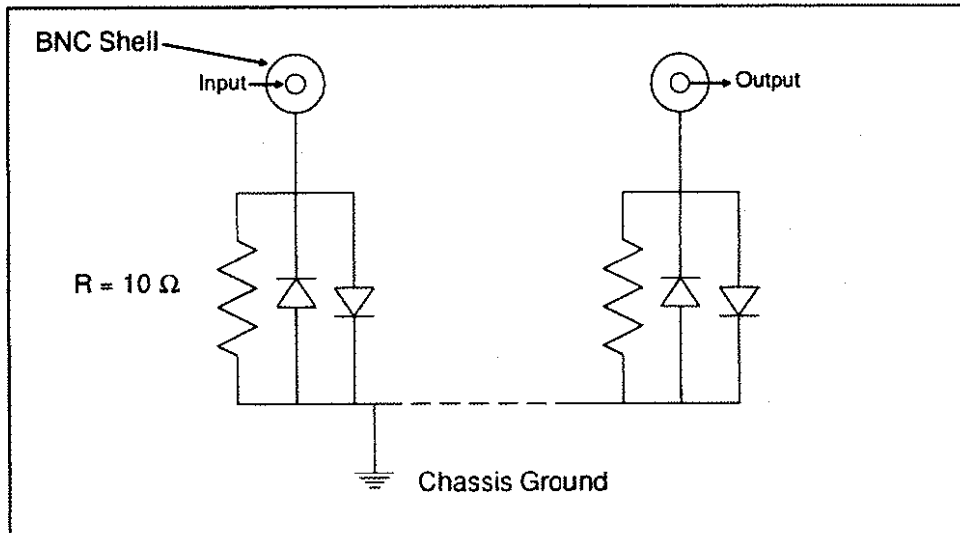 BNC Shell
Input
Output
R = 10 Ω
Chassis Ground